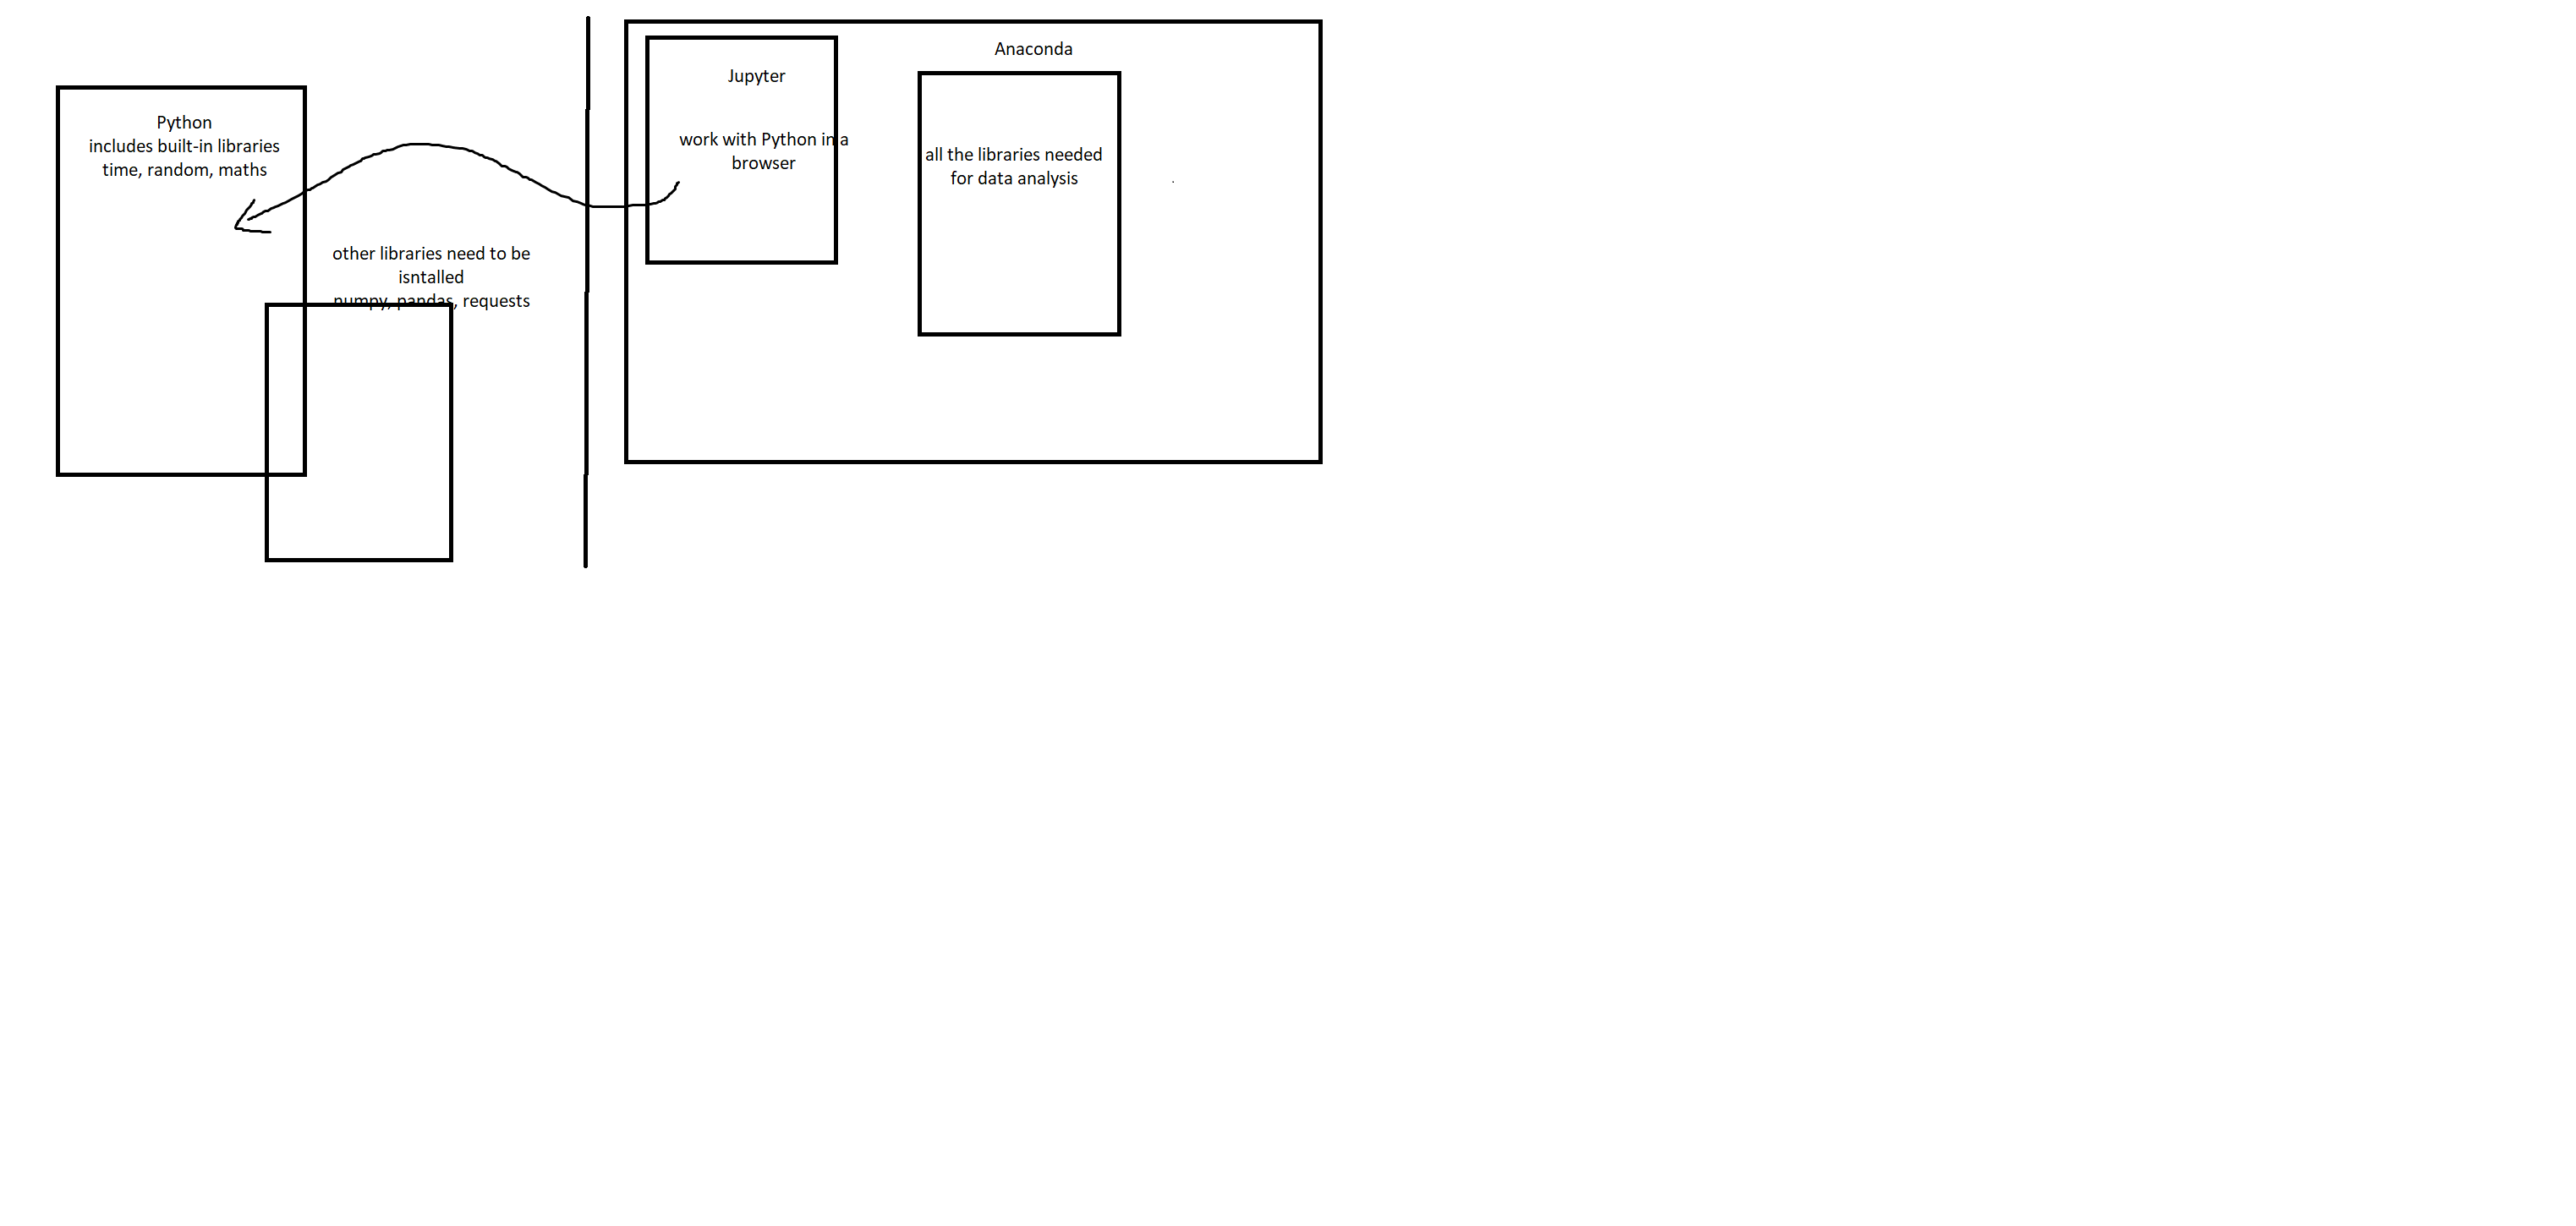 Python
includes built-in libraries
time, random, maths
other libraries need to be
isntalled
numpy, pandas, requests
Anaconda
Jupyter
work with Python in a
browser
all the libraries needed
for data analysis